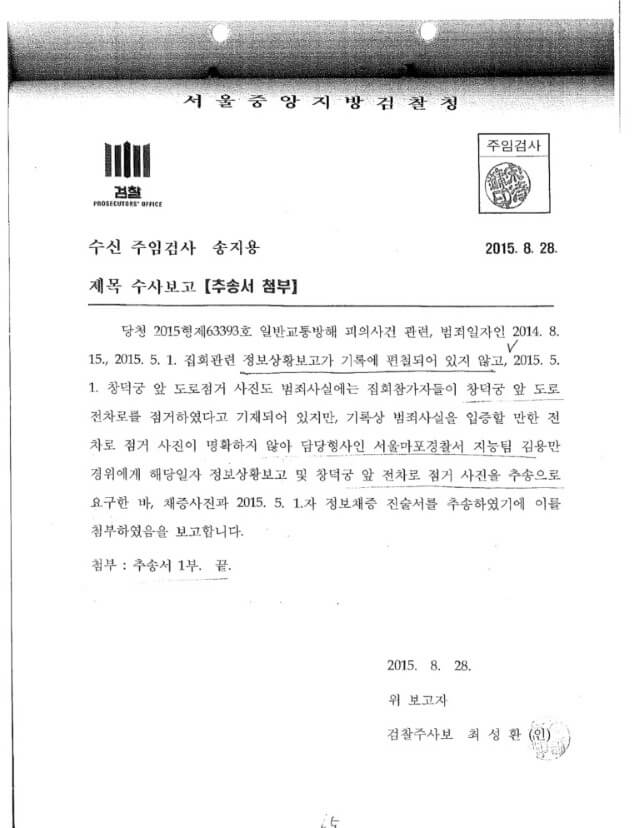 서울중앙지방검찰청
주임검사
검찰
PROSECUTORS' OFFICE
수신 주임검사 송지용
2015. 8. 28.
제목 수사보고 [추송서 첨부]
당청 2015형제63393호 일반교통방해 피의사건 관련, 범죄일자인 2014. 8.
15., 2015. 5. 1. 집회관련 정보상황보고가 기록에 편철되어 있지 않고, 2015. 5.
1. 창덕궁 앞 도로점거 사진도 범죄사실에는 집회참가자들이 창덕궁 앞 도로
전차로를 점거하였다고 기재되어 있지만, 기록상 범죄사실을 입증할 만한 전
차로 점거 사진이 명확하지 않아 담당형사인 서울마포경찰서 지능팀 김용만
경위에게 해당일자 정보상황보고 및 창덕궁 앞 전차로 점거 사진을 추송으로
요구한 바, 채증사진과 2015. 5. 1.자 정보채증 진술서를 추송하였기에 이를
첨부하였음을 보고합니다.
첨부 : 추송서 1부. 끝.
2015. 8. 28.
위 보고자
검찰주사보 최성환 (인)
65